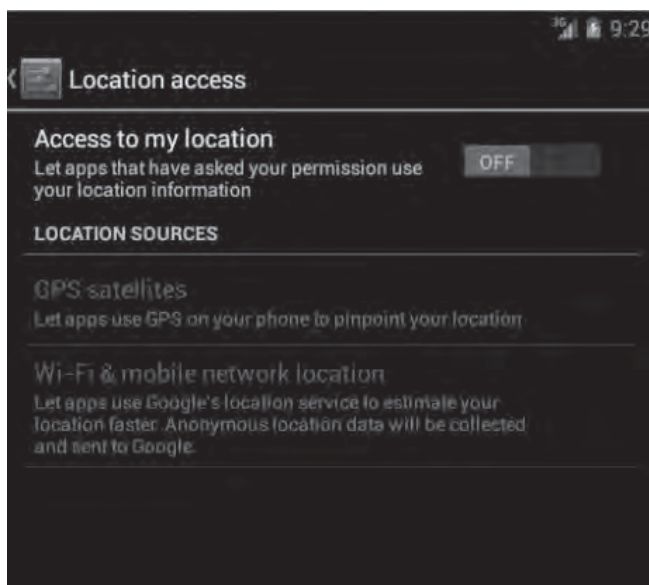 3G 9:29
Location access
Access to my location
Let apps that have asked your permission use
your location information
OFF
LOCATION SOURCES
GPS satellites
Let apps use GPS on your phone to pinpoint your location
Wi-Fi & mobile network location
Let apps use Google's location service to estimate your
location faster. Anonymous location data will be collected
and sent to Google.